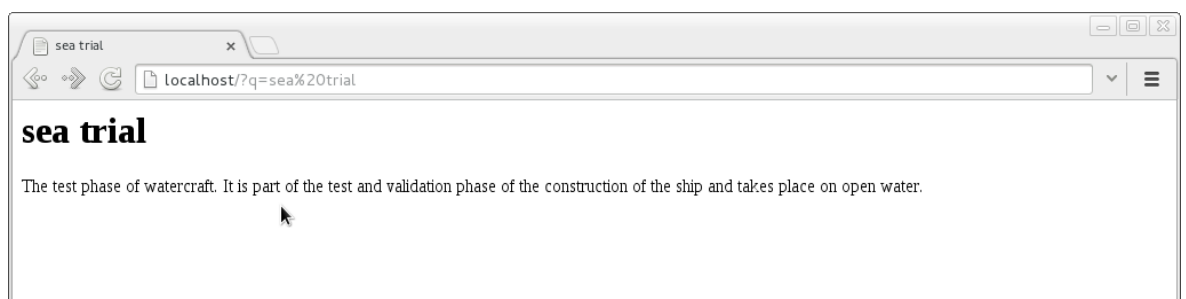 sea trial
localhost/?q=sea%20trial
sea trial
The test phase of watercraft. It is part of the test and validation phase of the construction of the ship and takes place on open water.